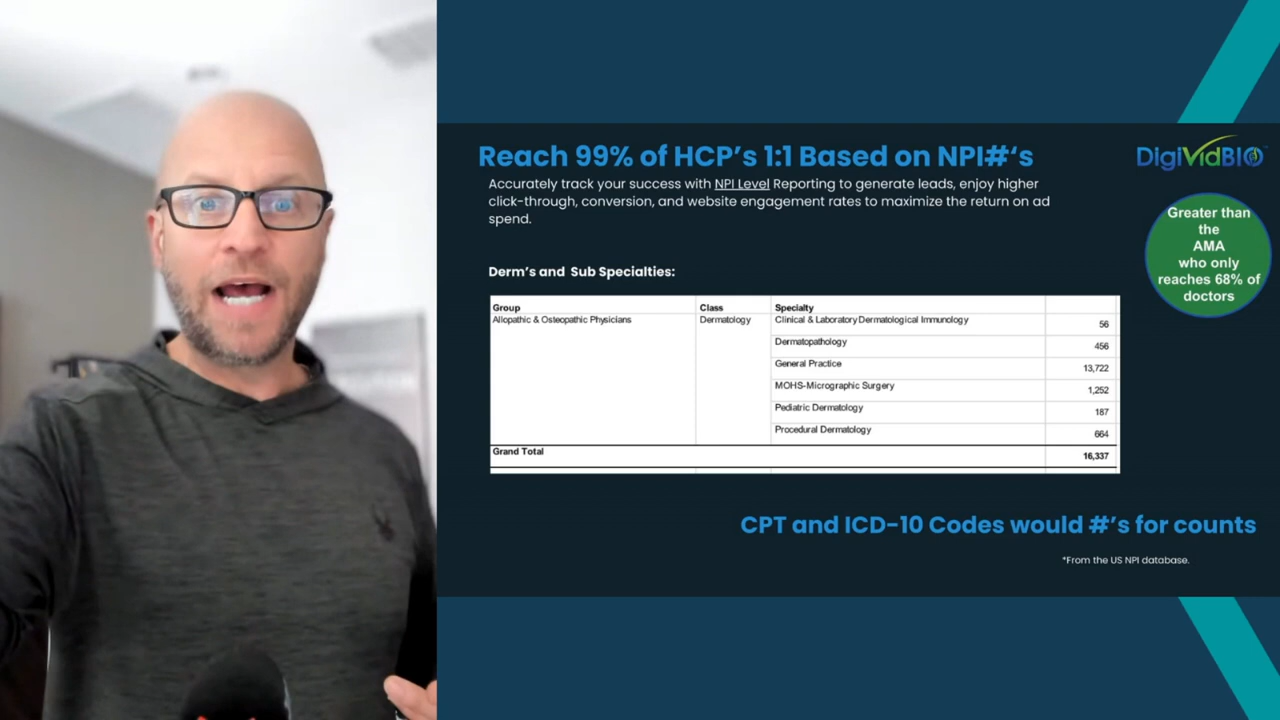 Reach 99% of HCP's 1:1 Based on NPI#'s
DigiVidBIO
Accurately track your success with NPI Level Reporting to generate leads, enjoy higher
click-through, conversion, and website engagement rates to maximize the return on ad
spend.
Greater than
the
AMA
who only
reaches 68% of
doctors
Derm's and Sub Specialties:
Group Class Specialty
Allopathic & Osteopathic Physicians Dermatology Clinical & Laboratory Dermatological Immunology 56
Dermatopathology 456
General Practice 13,722
MOHS-Micrographic Surgery 1,252
Pediatric Dermatology 187
Procedural Dermatology 664
Grand Total 16,337
CPT and ICD-10 Codes would #'s for counts
*From the US NPI database.